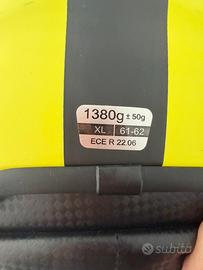 1380g ± 50g
XL 61-62
ECE R 22.06
subito